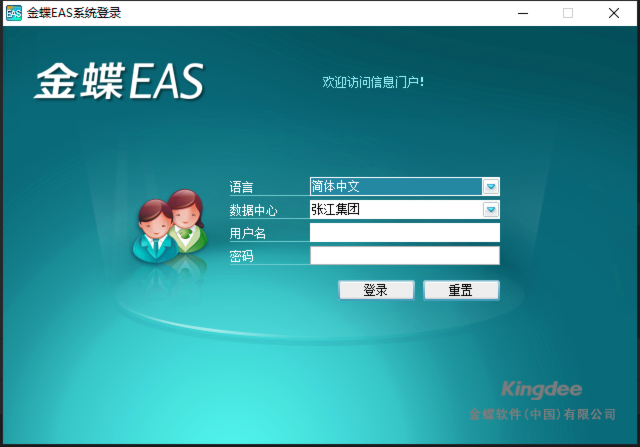 EAS 金蝶EAS系统登录
金蝶EAS
欢迎访问信息门户!
语言 简体中文
数据中心 张江集团
用户名
密码
登录 重置
Kingdee
金蝶软件(中国)有限公司